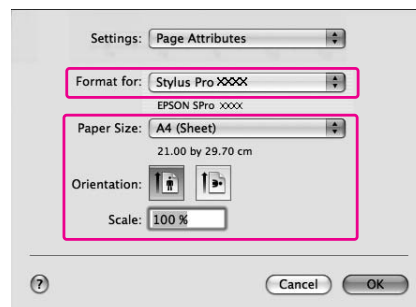 Settings: Page Attributes
Format for: Stylus Pro XXXX
EPSON SPro XXXX
Paper Size: A4 (Sheet)
21.00 by 29.70 cm
Orientation:
Scale: 100 %
? Cancel OK